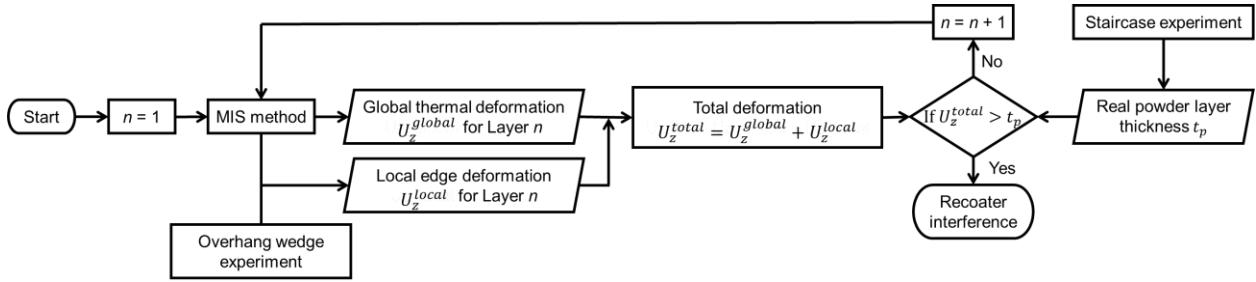 n = n + 1
Staircase experiment
No
Start
n = 1
MIS method
Global thermal deformation
U_z^{global} for Layer n
Total deformation
U_z^{total} = U_z^{global} + U_z^{local}
If U_z^{total} > t_p
Real powder layer
thickness t_p
Local edge deformation
U_z^{local} for Layer n
Yes
Recoater
interference
Overhang wedge
experiment